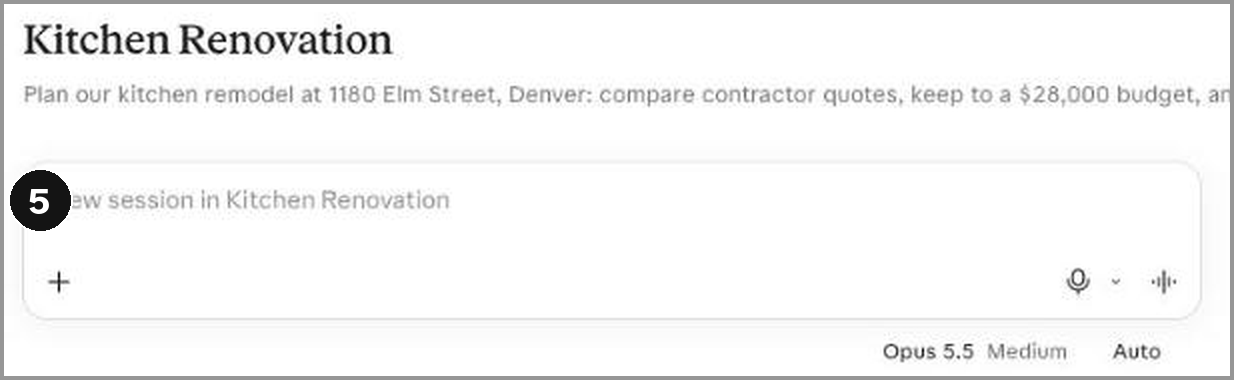 Kitchen Renovation
Plan our kitchen remodel at 1180 Elm Street, Denver: compare contractor quotes, keep to a $28,000 budget, an
5
ew session in Kitchen Renovation
Opus 5.5 Medium Auto